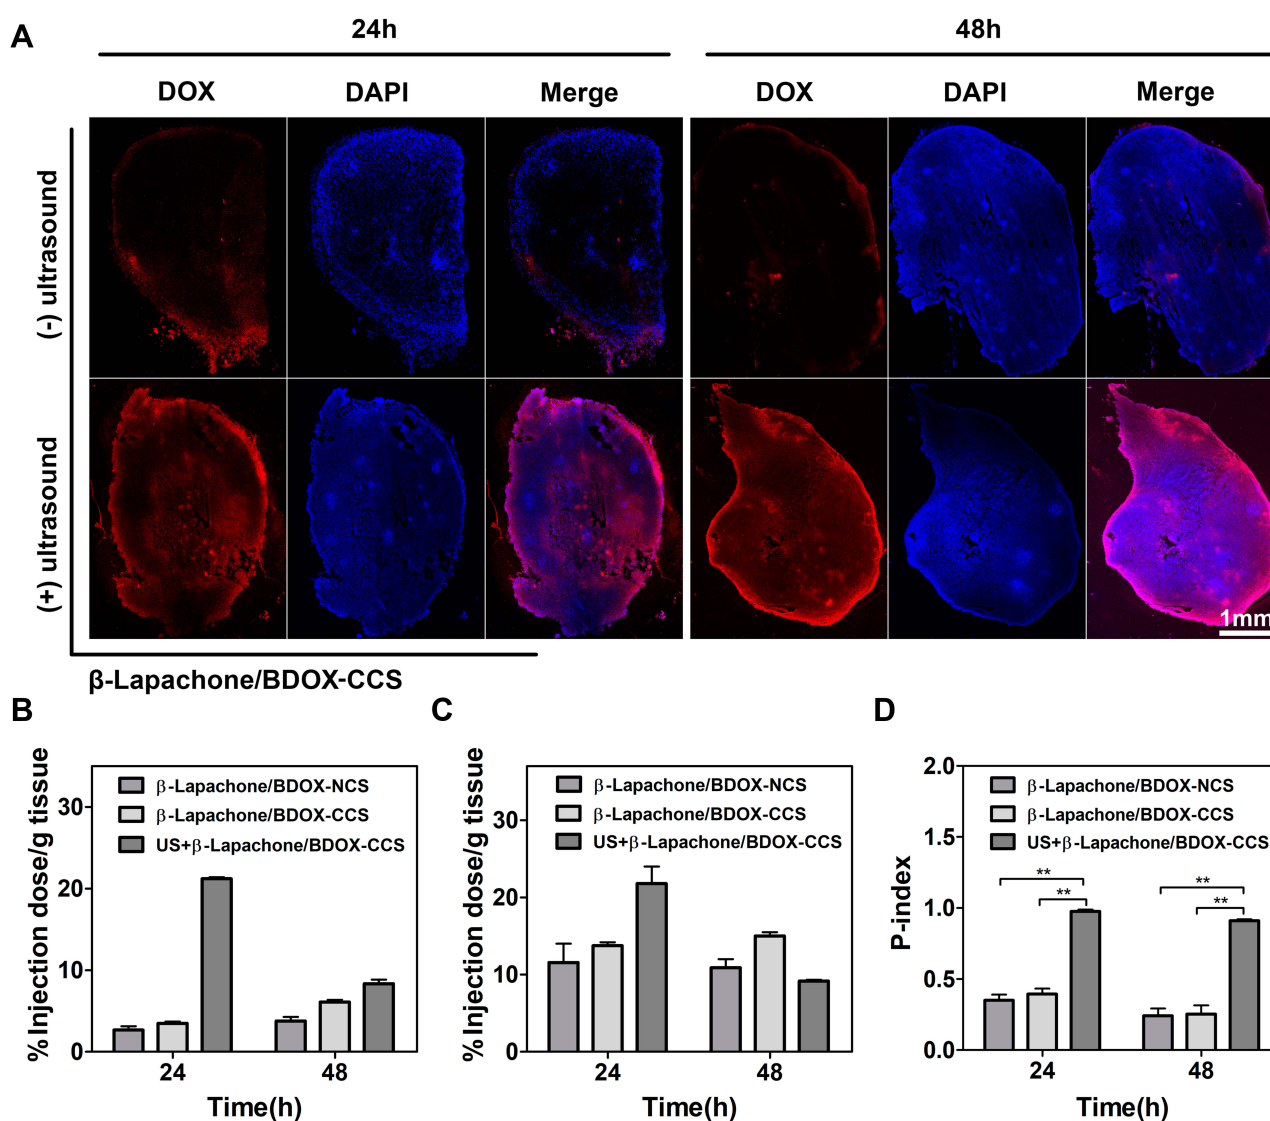 A
24h
48h
DOX
DAPI
Merge
DOX
DAPI
Merge
(-) ultrasound
(+) ultrasound
1mm
β-Lapachone/BDOX-CCS
B
% Injection dose/g tissue
30
20
10
0
β-Lapachone/BDOX-NCS
β-Lapachone/BDOX-CCS
US+β-Lapachone/BDOX-CCS
24
48
Time(h)
C
% Injection dose/g tissue
30
20
10
0
β-Lapachone/BDOX-NCS
β-Lapachone/BDOX-CCS
US+β-Lapachone/BDOX-CCS
24
48
Time(h)
D
P-index
2.0
1.5
1.0
0.5
0.0
β-Lapachone/BDOX-NCS
β-Lapachone/BDOX-CCS
US+β-Lapachone/BDOX-CCS
**
**
**
**
24
48
Time(h)